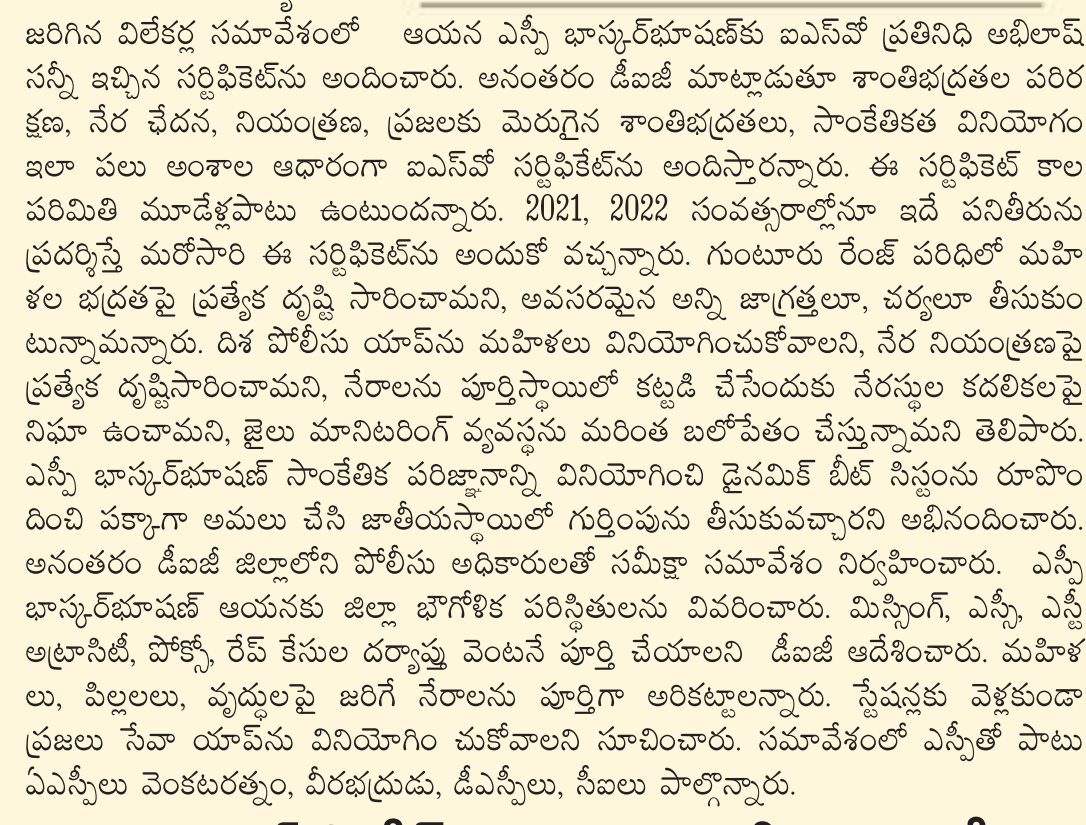 జరిగిన విలేకర్ల సమావేశంలో ఆయన ఎస్పీ భాస్కర్‌భూషణ్‌కు ఐఎస్‌వో ప్రతినిధి అభిలాష్
సన్నీ ఇచ్చిన సర్టిఫికెట్‌ను అందించారు. అనంతరం డీఐజీ మాట్లాడుతూ శాంతిభద్రతల పరిర
క్షణ, నేర ఛేదన, నియంత్రణ, ప్రజలకు మెరుగైన శాంతిభద్రతలు, సాంకేతికత వినియోగం
ఇలా పలు అంశాల ఆధారంగా ఐఎస్‌వో సర్టిఫికేట్‌ను అందిస్తారన్నారు. ఈ సర్టిఫికెట్ కాల
పరిమితి మూడేళ్లపాటు ఉంటుందన్నారు. 2021, 2022 సంవత్సరాల్లోనూ ఇదే పనితీరును
ప్రదర్శిస్తే మరోసారి ఈ సర్టిఫికెట్‌ను అందుకో వచ్చన్నారు. గుంటూరు రేంజ్ పరిధిలో మహి
ళల భద్రతపై ప్రత్యేక దృష్టి సారించామని, అవసరమైన అన్ని జాగ్రత్తలూ, చర్యలూ తీసుకుం
టున్నామన్నారు. దిశ పోలీసు యాప్‌ను మహిళలు వినియోగించుకోవాలని, నేర నియంత్రణపై
ప్రత్యేక దృష్టిసారించామని, నేరాలను పూర్తిస్థాయిలో కట్టడి చేసేందుకు నేరస్థుల కదలికలపై
నిఘా ఉంచామని, జైలు మానిటరింగ్ వ్యవస్థను మరింత బలోపేతం చేస్తున్నామని తెలిపారు.
ఎస్పీ భాస్కర్‌భూషణ్ సాంకేతిక పరిజ్ఞానాన్ని వినియోగించి డైనమిక్ బీట్ సిస్టంను రూపొం
దించి పక్కాగా అమలు చేసి జాతీయస్థాయిలో గుర్తింపును తీసుకువచ్చారని అభినందించారు.
అనంతరం డీఐజీ జిల్లాలోని పోలీసు అధికారులతో సమీక్షా సమావేశం నిర్వహించారు. ఎస్పీ
భాస్కర్‌భూషణ్ ఆయనకు జిల్లా భౌగోళిక పరిస్థితులను వివరించారు. మిస్సింగ్, ఎస్సీ, ఎస్టీ
అట్రాసిటీ, పోక్సో, రేప్ కేసుల దర్యాప్తు వెంటనే పూర్తి చేయాలని డీఐజీ ఆదేశించారు. మహిళ
లు, పిల్లలలు, వృద్ధులపై జరిగే నేరాలను పూర్తిగా అరికట్టాలన్నారు. స్టేషన్లకు వెళ్లకుండా
ప్రజలు సేవా యాప్‌ను వినియోగిం చుకోవాలని సూచించారు. సమావేశంలో ఎస్పీతో పాటు
ఏఎస్పీలు వెంకటరత్నం, వీరభద్రుడు, డీఎస్పీలు, సీఐలు పాల్గొన్నారు.